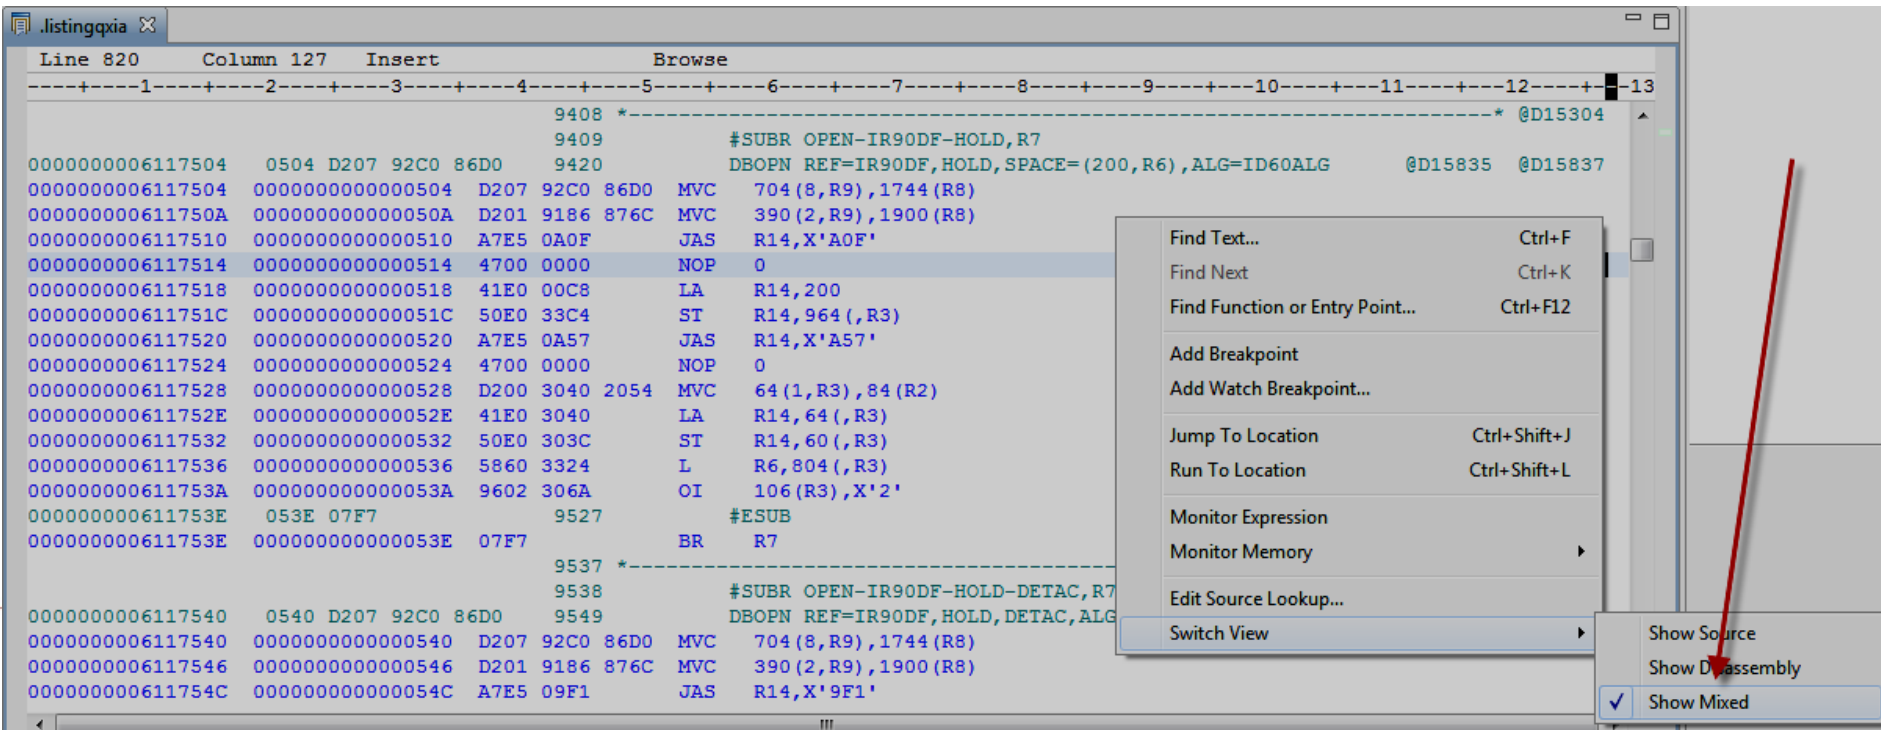 .listingqxia
Line 820 Column 127 Insert Browse
----+----1----+----2----+----3----+----4----+----5----+----6----+----7----+----8----+----9----+---10----+---11----+---12----+--13
9408 *---------------------------------------------------------------------* @D15304
9409 #SUBR OPEN-IR90DF-HOLD,R7
0000000006117504 0504 D207 92C0 86D0 9420 DBOPN REF=IR90DF,HOLD,SPACE=(200,R6),ALG=ID60ALG @D15835 @D15837
0000000006117504 0000000000000504 D207 92C0 86D0 MVC 704(8,R9),1744(R8)
000000000611750A 000000000000050A D201 9186 876C MVC 390(2,R9),1900(R8)
0000000006117510 0000000000000510 A7E5 0A0F JAS R14,X'A0F'
0000000006117514 0000000000000514 4700 0000 NOP 0
0000000006117518 0000000000000518 41E0 00C8 LA R14,200
000000000611751C 000000000000051C 50E0 33C4 ST R14,964(,R3)
0000000006117520 0000000000000520 A7E5 0A57 JAS R14,X'A57'
0000000006117524 0000000000000524 4700 0000 NOP 0
0000000006117528 0000000000000528 D200 3040 2054 MVC 64(1,R3),84(R2)
000000000611752E 000000000000052E 41E0 3040 LA R14,64(,R3)
0000000006117532 0000000000000532 50E0 303C ST R14,60(,R3)
0000000006117536 0000000000000536 5860 3324 L R6,804(,R3)
000000000611753A 000000000000053A 9602 306A OI 106(R3),X'2'
000000000611753E 053E 07F7 9527 #ESUB
000000000611753E 000000000000053E 07F7 BR R7
9537 *---------------------------------------
9538 #SUBR OPEN-IR90DF-HOLD-DETAC,R7
0000000006117540 0540 D207 92C0 86D0 9549 DBOPN REF=IR90DF,HOLD,DETAC,ALG
0000000006117540 0000000000000540 D207 92C0 86D0 MVC 704(8,R9),1744(R8)
0000000006117546 0000000000000546 D201 9186 876C MVC 390(2,R9),1900(R8)
000000000611754C 000000000000054C A7E5 09F1 JAS R14,X'9F1'
Find Text... Ctrl+F
Find Next Ctrl+K
Find Function or Entry Point... Ctrl+F12
Add Breakpoint
Add Watch Breakpoint...
Jump To Location Ctrl+Shift+J
Run To Location Ctrl+Shift+L
Monitor Expression
Monitor Memory
Edit Source Lookup...
Switch View
Show Source
Show Disassembly
Show Mixed